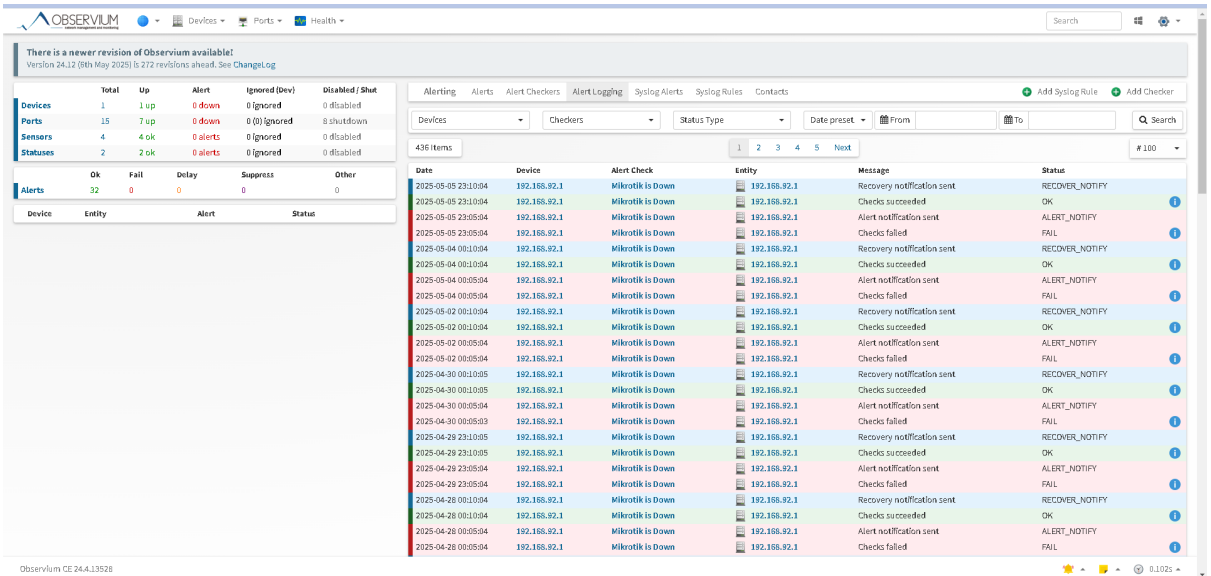 OBSERVIUM
network management and monitoring
Devices Ports Health Search
There is a newer revision of Observium available!
Version 24.12 (6th May 2025) is 272 revisions ahead. See ChangeLog
Total Up Alert Ignored (Dev) Disabled / Shut
Devices 1 1 up 0 down 0 ignored 0 disabled
Ports 15 7 up 0 down 0 (0) ignored 8 shutdown
Sensors 4 4 ok 0 alerts 0 ignored 0 disabled
Statuses 2 2 ok 0 alerts 0 ignored 0 disabled
Ok Fail Delay Suppress Other
Alerts 32 0 0 0 0
Device Entity Alert Status
Alerting Alerts Alert Checkers Alert Logging Syslog Alerts Syslog Rules Contacts Add Syslog Rule Add Checker
Devices Checkers Status Type Date preset From To Search
436 Items 1 2 3 4 5 Next # 100
Date Device Alert Check Entity Message Status
2025-05-05 23:10:04 192.168.92.1 Mikrotik is Down 192.168.92.1 Recovery notification sent RECOVER_NOTIFY
2025-05-05 23:10:04 192.168.92.1 Mikrotik is Down 192.168.92.1 Checks succeeded OK
2025-05-05 23:05:04 192.168.92.1 Mikrotik is Down 192.168.92.1 Alert notification sent ALERT_NOTIFY
2025-05-05 23:05:04 192.168.92.1 Mikrotik is Down 192.168.92.1 Checks failed FAIL
2025-05-04 00:10:04 192.168.92.1 Mikrotik is Down 192.168.92.1 Recovery notification sent RECOVER_NOTIFY
2025-05-04 00:10:04 192.168.92.1 Mikrotik is Down 192.168.92.1 Checks succeeded OK
2025-05-04 00:05:04 192.168.92.1 Mikrotik is Down 192.168.92.1 Alert notification sent ALERT_NOTIFY
2025-05-04 00:05:04 192.168.92.1 Mikrotik is Down 192.168.92.1 Checks failed FAIL
2025-05-02 00:10:04 192.168.92.1 Mikrotik is Down 192.168.92.1 Recovery notification sent RECOVER_NOTIFY
2025-05-02 00:10:04 192.168.92.1 Mikrotik is Down 192.168.92.1 Checks succeeded OK
2025-05-02 00:05:04 192.168.92.1 Mikrotik is Down 192.168.92.1 Alert notification sent ALERT_NOTIFY
2025-05-02 00:05:04 192.168.92.1 Mikrotik is Down 192.168.92.1 Checks failed FAIL
2025-04-30 00:10:05 192.168.92.1 Mikrotik is Down 192.168.92.1 Recovery notification sent RECOVER_NOTIFY
2025-04-30 00:10:05 192.168.92.1 Mikrotik is Down 192.168.92.1 Checks succeeded OK
2025-04-30 00:05:04 192.168.92.1 Mikrotik is Down 192.168.92.1 Alert notification sent ALERT_NOTIFY
2025-04-30 00:05:03 192.168.92.1 Mikrotik is Down 192.168.92.1 Checks failed FAIL
2025-04-29 23:10:05 192.168.92.1 Mikrotik is Down 192.168.92.1 Recovery notification sent RECOVER_NOTIFY
2025-04-29 23:10:05 192.168.92.1 Mikrotik is Down 192.168.92.1 Checks succeeded OK
2025-04-29 23:05:04 192.168.92.1 Mikrotik is Down 192.168.92.1 Alert notification sent ALERT_NOTIFY
2025-04-29 23:05:04 192.168.92.1 Mikrotik is Down 192.168.92.1 Checks failed FAIL
2025-04-28 00:10:04 192.168.92.1 Mikrotik is Down 192.168.92.1 Recovery notification sent RECOVER_NOTIFY
2025-04-28 00:10:04 192.168.92.1 Mikrotik is Down 192.168.92.1 Checks succeeded OK
2025-04-28 00:05:04 192.168.92.1 Mikrotik is Down 192.168.92.1 Alert notification sent ALERT_NOTIFY
2025-04-28 00:05:04 192.168.92.1 Mikrotik is Down 192.168.92.1 Checks failed FAIL
Observium CE 24.4.13528 0.102s